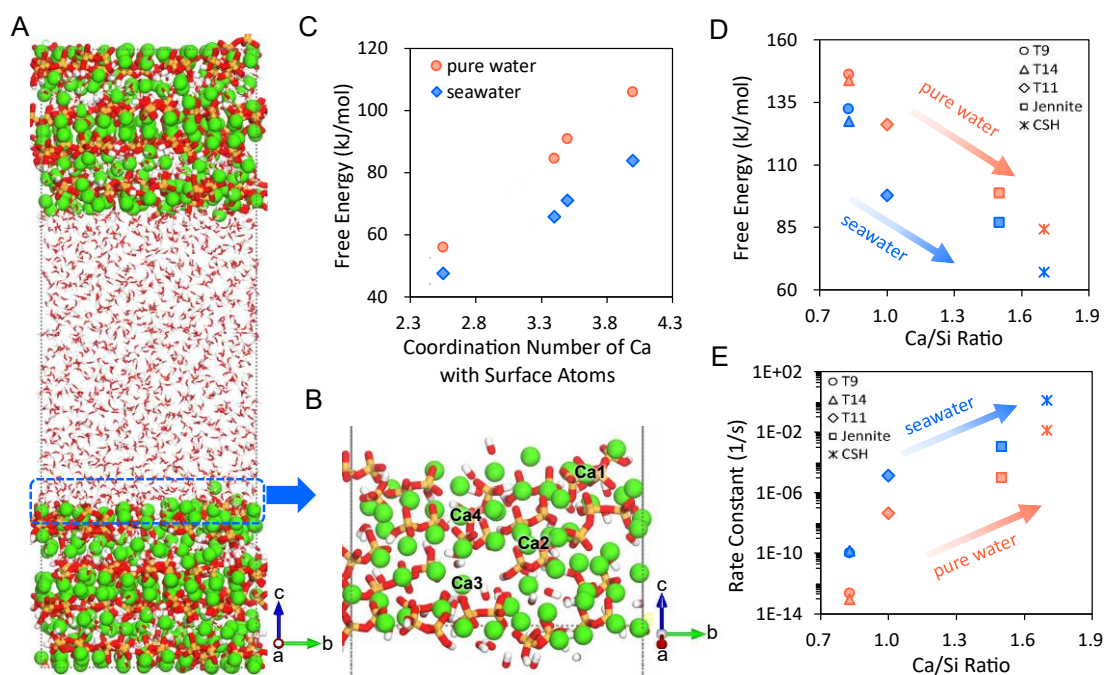 A
c
b
a
B
Ca1
Ca4
Ca2
Ca3
c
b
a
C
120
100
80
60
40
Free Energy (kJ/mol)
pure water
seawater
2.3 2.8 3.3 3.8 4.3
Coordination Number of Ca
with Surface Atoms
D
160
135
110
85
60
Free Energy (kJ/mol)
T9
T14
T11
Jennite
CSH
pure water
seawater
0.7 1.0 1.3 1.6 1.9
Ca/Si Ratio
E
1E+02
1E-02
1E-06
1E-10
1E-14
Rate Constant (1/s)
T9
T14
T11
Jennite
CSH
seawater
pure water
0.7 1.0 1.3 1.6 1.9
Ca/Si Ratio